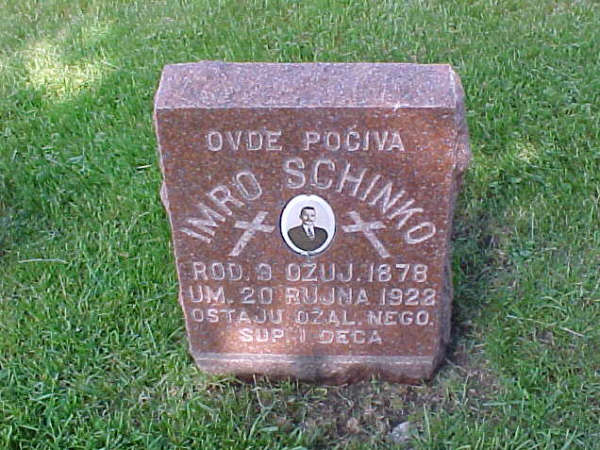 OVDE POČIVA
IMRO SCHINKO
ROD. 9 OŽUJ. 1878
UM. 20 RUJNA 1922
OSTAJU OŽAL. NEGO.
SUP. I DECA